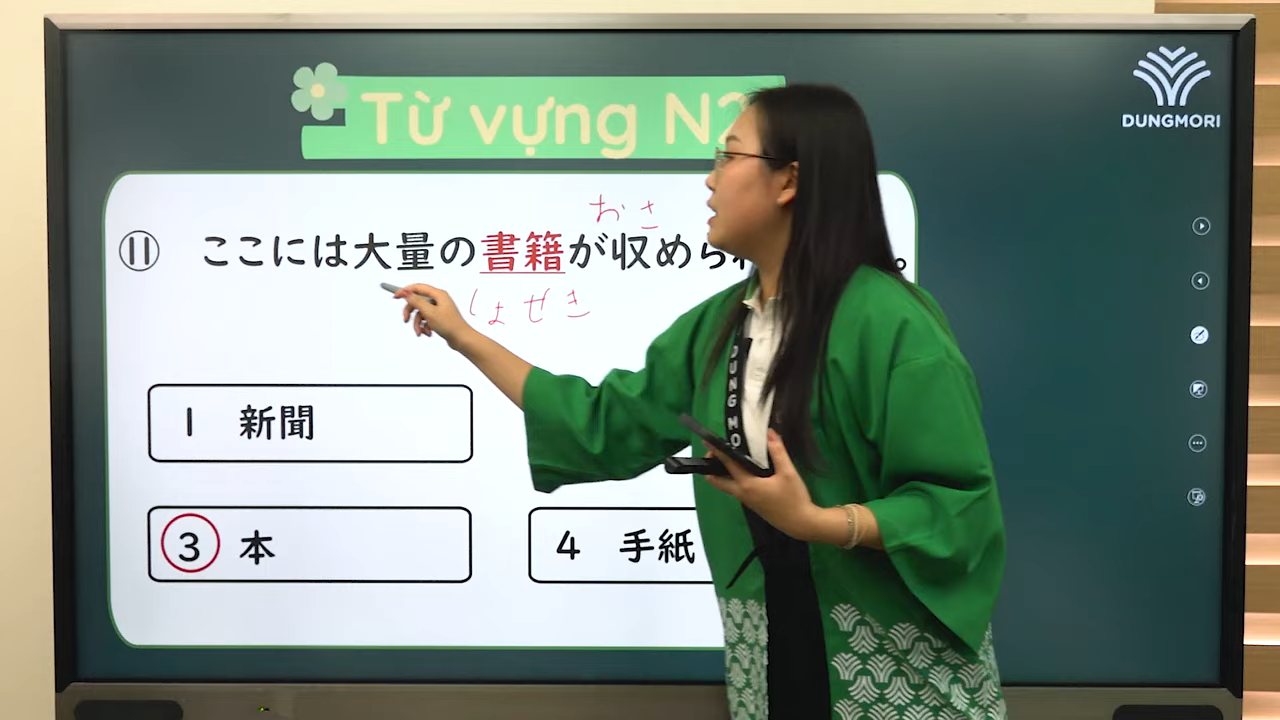 Từ vựng N2
DUNGMORI
おさ
⑪ ここには大量の書籍が収めら
しょせき
1 新聞
③ 本
4 手紙
DUNG MO